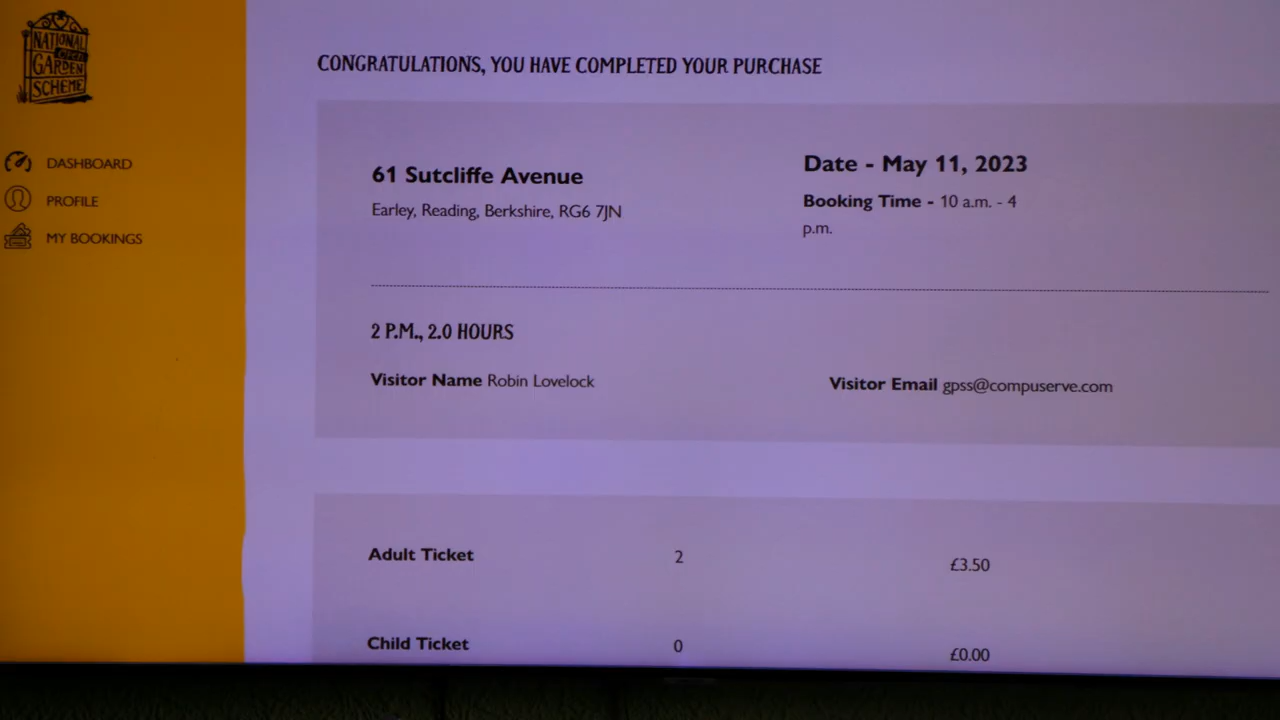 NATIONAL
OPEN
GARDEN
SCHEME
DASHBOARD
PROFILE
MY BOOKINGS
CONGRATULATIONS, YOU HAVE COMPLETED YOUR PURCHASE
61 Sutcliffe Avenue
Earley, Reading, Berkshire, RG6 7JN
Date - May 11, 2023
Booking Time - 10 a.m. - 4
p.m.
2 P.M., 2.0 HOURS
Visitor Name Robin Lovelock
Visitor Email gpss@compuserve.com
Adult Ticket 2 £3.50
Child Ticket 0 £0.00